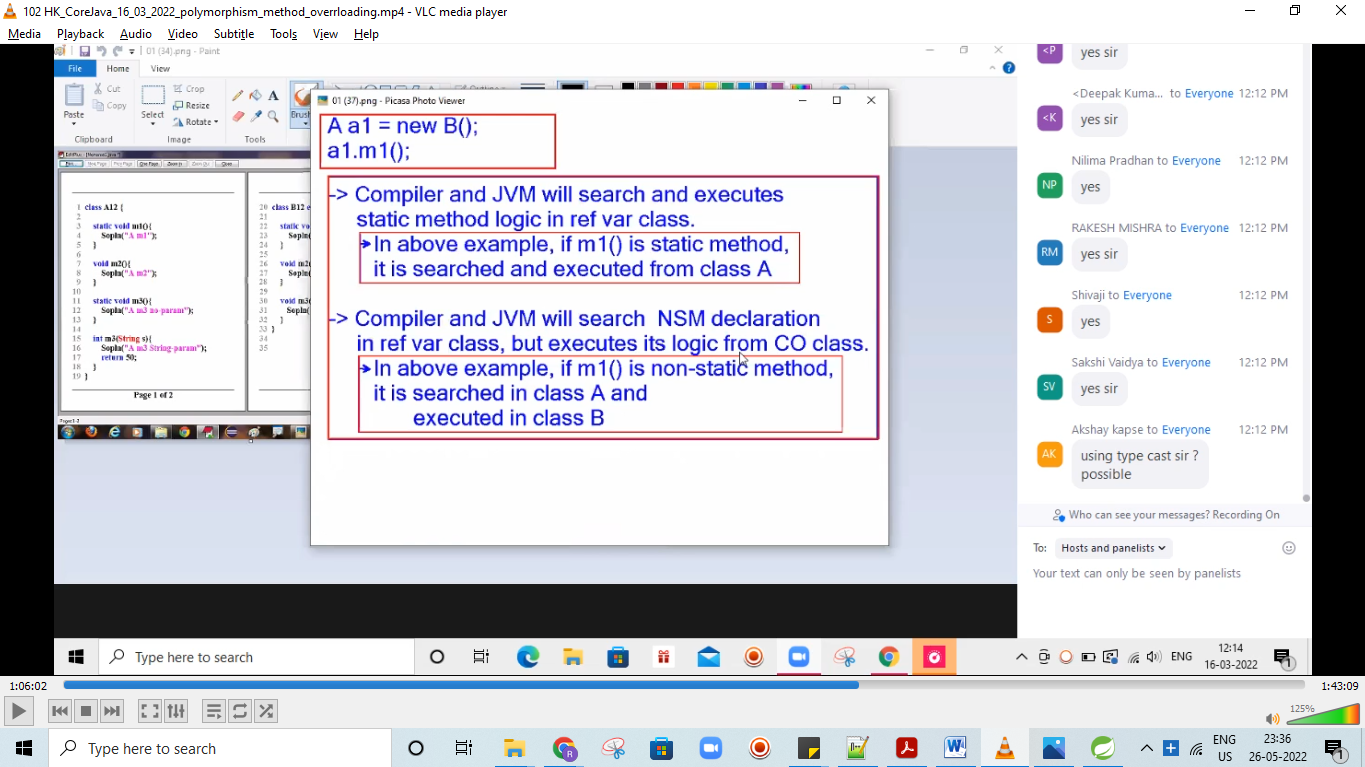 102 HK_CoreJava_16_03_2022_polymorphism_method_overloading.mp4 - VLC media player
Media Playback Audio Video Subtitle Tools View Help
01 (34).png - Paint
File Home View
Paste
Cut
Copy
Clipboard
Select
Crop
Resize
Rotate
Image
Tools
Brush
01 (37).png - Picasa Photo Viewer
A a1 = new B();
a1.m1();
-> Compiler and JVM will search and executes
static method logic in ref var class.
In above example, if m1() is static method,
it is searched and executed from class A
-> Compiler and JVM will search NSM declaration
in ref var class, but executes its logic from CO class.
In above example, if m1() is non-static method,
it is searched in class A and
executed in class B
1 class A12 {
2
3 static void m1(){
4 Sopln("A m1");
5 }
6
7 void m2(){
8 Sopln("A m2");
9 }
10
11 static void m3(){
12 Sopln("A m3 no-param");
13 }
14
15 int m3(String s){
16 Sopln("A m3 String-param");
17 return 50;
18 }
19 }
Page 1 of 2
20 class B12 e
21
22 static vo
23 Sopln(
24 }
25
26 void m2(
27 Sopln(
28 }
29
30 void m3(
31 Sopln(
32 }
33 }
34
35
<P
yes sir
<Deepak Kuma... to Everyone 12:12 PM
<K
yes sir
Nilima Pradhan to Everyone 12:12 PM
NP
yes
RAKESH MISHRA to Everyone 12:12 PM
RM
yes sir
Shivaji to Everyone 12:12 PM
S
yes
Sakshi Vaidya to Everyone 12:12 PM
SV
yes sir
Akshay kapse to Everyone 12:12 PM
AK
using type cast sir ?
possible
Who can see your messages? Recording On
To: Hosts and panelists
Your text can only be seen by panelists
Type here to search
ENG
12:14
16-03-2022
1
1:06:02
1:43:09
125%
Type here to search
ENG
US
23:36
26-05-2022
1